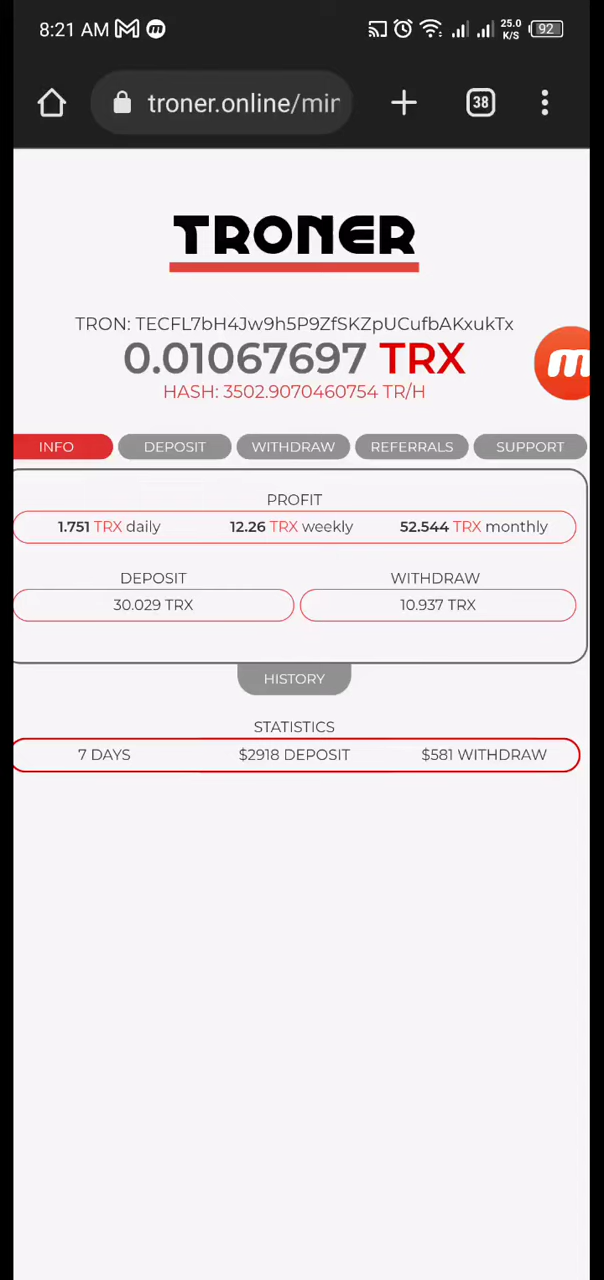 8:21 AM
25.0
K/S
92
troner.online/mir
38
TRONER
TRON: TECFL7bH4Jw9h5P9ZfSKZpUCufbAKxukTx
0.01067697 TRX
HASH: 3502.9070460754 TR/H
INFO DEPOSIT WITHDRAW REFERRALS SUPPORT
PROFIT
1.751 TRX daily 12.26 TRX weekly 52.544 TRX monthly
DEPOSIT WITHDRAW
30.029 TRX 10.937 TRX
HISTORY
STATISTICS
7 DAYS $2918 DEPOSIT $581 WITHDRAW